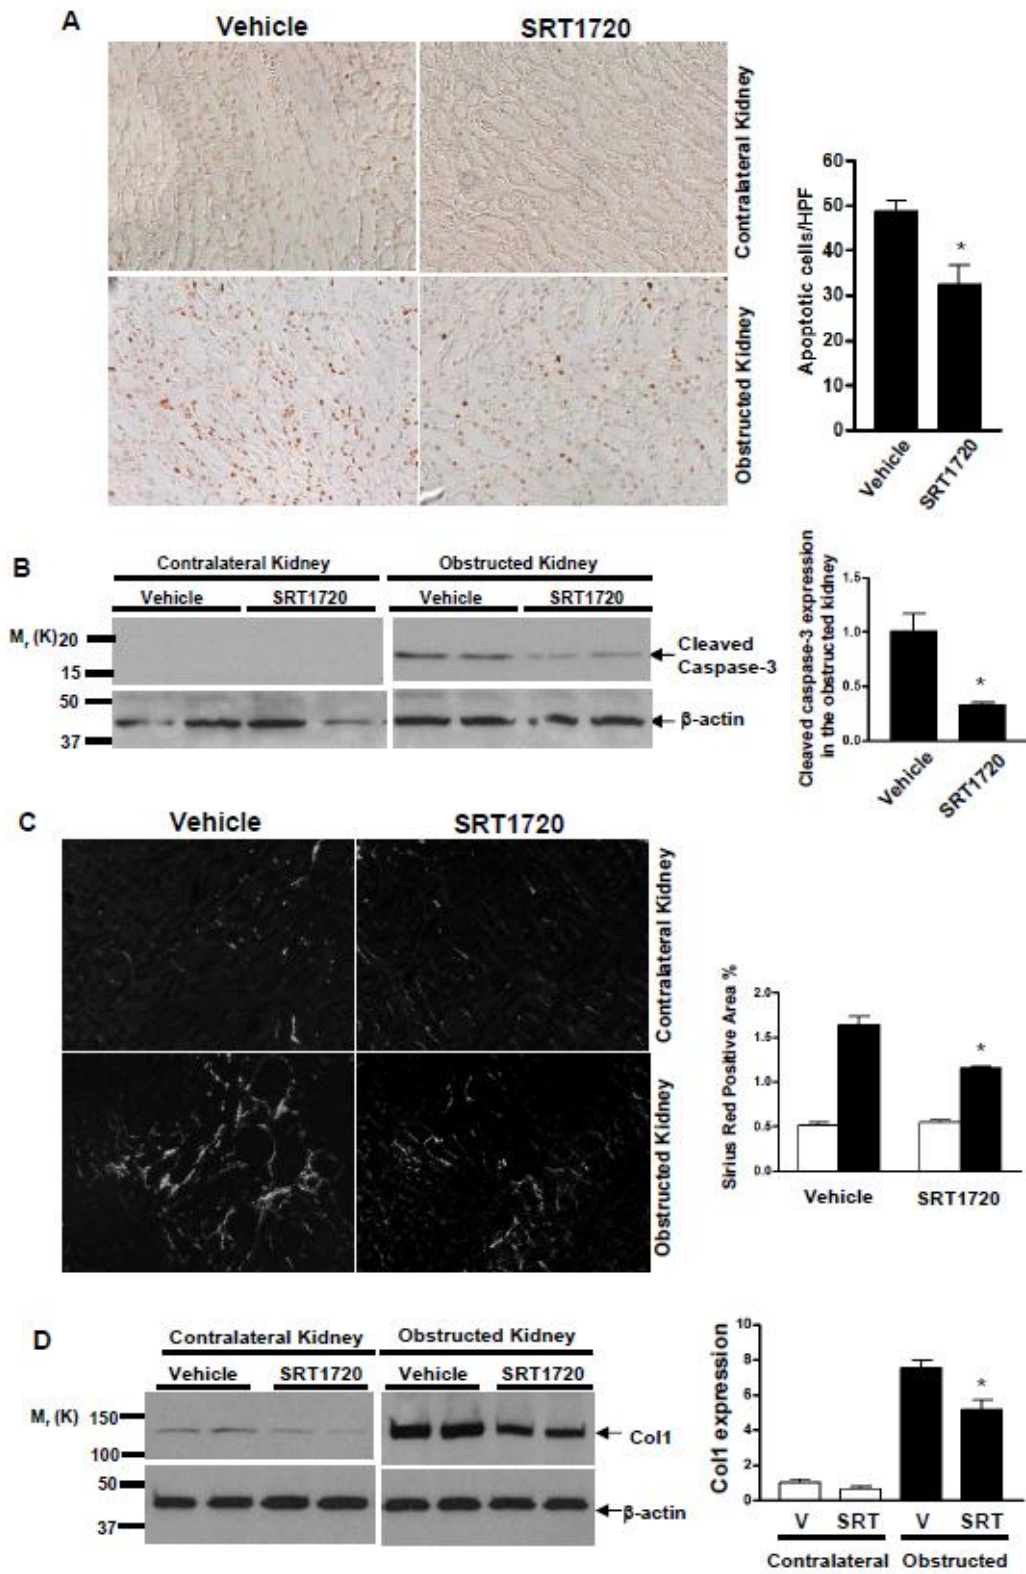 A
Vehicle
SRT1720
Contralateral Kidney
Obstructed Kidney
Apoptotic cells/HPF
60
50
40
30
20
10
0
*
Vehicle
SRT1720
B
Contralateral Kidney
Obstructed Kidney
Vehicle
SRT1720
Vehicle
SRT1720
Mr (K)
20
15
50
37
Cleaved
Caspase-3
β-actin
Cleaved caspase-3 expression
in the obstructed kidney
1.5
1.0
0.5
0.0
*
Vehicle
SRT1720
C
Vehicle
SRT1720
Contralateral Kidney
Obstructed Kidney
Sirius Red Positive Area %
2.0
1.5
1.0
0.5
0.0
*
Vehicle
SRT1720
D
Contralateral Kidney
Obstructed Kidney
Vehicle
SRT1720
Vehicle
SRT1720
Mr (K)
150
100
50
37
Col1
β-actin
Col1 expression
10
8
6
4
2
0
*
V
SRT
V
SRT
Contralateral
Obstructed